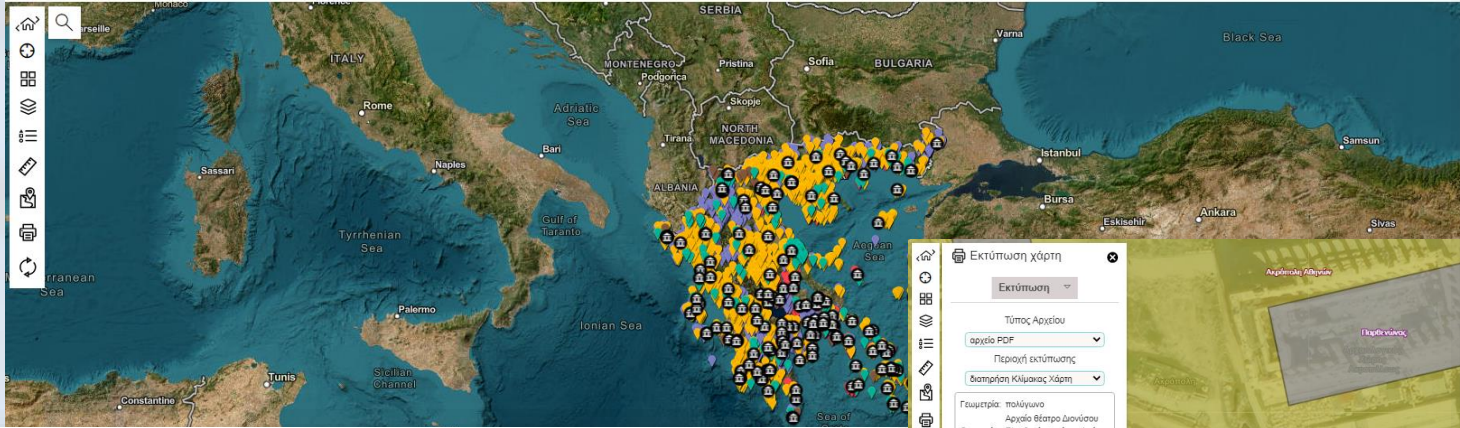 Monaco
Florence
SERBIA
arseille
Varna
Black Sea
ITALY
MONTENEGRO
Pristina
Sofia
BULGARIA
Podgorica
Rome
Adriatic
Sea
Skopje
Tirana
NORTH
MACEDONIA
Samsun
Istanbul
Bari
Sassari
Naples
ALBANIA
Bursa
Ankara
Eskisehir
Sivas
Gulf of
Taranto
Tyrrhenian
Sea
Aegean
Sea
rranean
Sea
Palermo
Ionian Sea
Sicilian
Channel
Tunis
Constantine
Sea of
Εκτύπωση χάρτη
Εκτύπωση
Τύπος Αρχείου
αρχείο PDF
Περιοχή εκτύπωσης
διατηρήση Κλίμακας Χάρτη
Γεωμετρία: πολύγωνο
Αρχαίο θέατρο Διονύσου
Ακρόπολη Αθηνών
Παρθενώνας